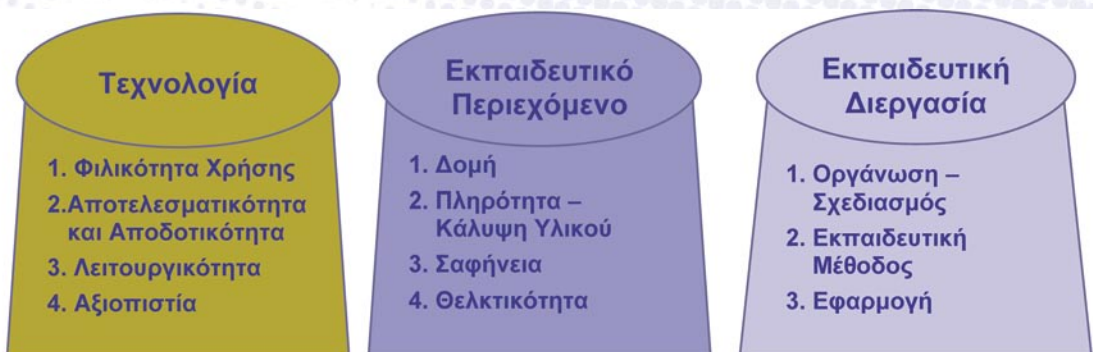 Τεχνολογία
1. Φιλικότητα Χρήσης
2.Αποτελεσματικότητα
και Αποδοτικότητα
3. Λειτουργικότητα
4. Αξιοπιστία
Εκπαιδευτικό
Περιεχόμενο
1. Δομή
2. Πληρότητα –
Κάλυψη Υλικού
3. Σαφήνεια
4. Θελκτικότητα
Εκπαιδευτική
Διεργασία
1. Οργάνωση –
Σχεδιασμός
2. Εκπαιδευτική
Μέθοδος
3. Εφαρμογή